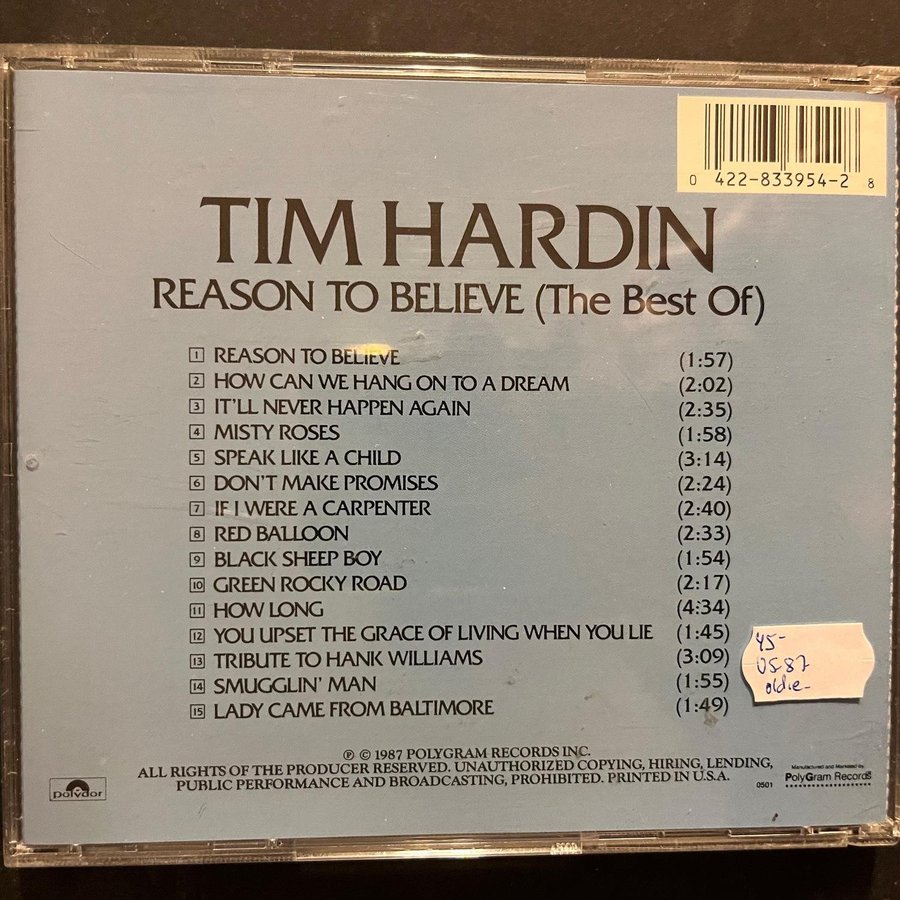 0 422-833954-2 8
TIM HARDIN
REASON TO BELIEVE (The Best Of)
1 REASON TO BELIEVE (1:57)
2 HOW CAN WE HANG ON TO A DREAM (2:02)
3 IT'LL NEVER HAPPEN AGAIN (2:35)
4 MISTY ROSES (1:58)
5 SPEAK LIKE A CHILD (3:14)
6 DON'T MAKE PROMISES (2:24)
7 IF I WERE A CARPENTER (2:40)
8 RED BALLOON (2:33)
9 BLACK SHEEP BOY (1:54)
10 GREEN ROCKY ROAD (2:17)
11 HOW LONG (4:34)
12 YOU UPSET THE GRACE OF LIVING WHEN YOU LIE (1:45)
13 TRIBUTE TO HANK WILLIAMS (3:09)
14 SMUGGLIN' MAN (1:55)
15 LADY CAME FROM BALTIMORE (1:49)
45-
US87
oldie-
℗ © 1987 POLYGRAM RECORDS INC.
ALL RIGHTS OF THE PRODUCER RESERVED. UNAUTHORIZED COPYING, HIRING, LENDING,
PUBLIC PERFORMANCE AND BROADCASTING, PROHIBITED. PRINTED IN U.S.A.
polydor
0501
Manufactured and Marketed by
PolyGram Records